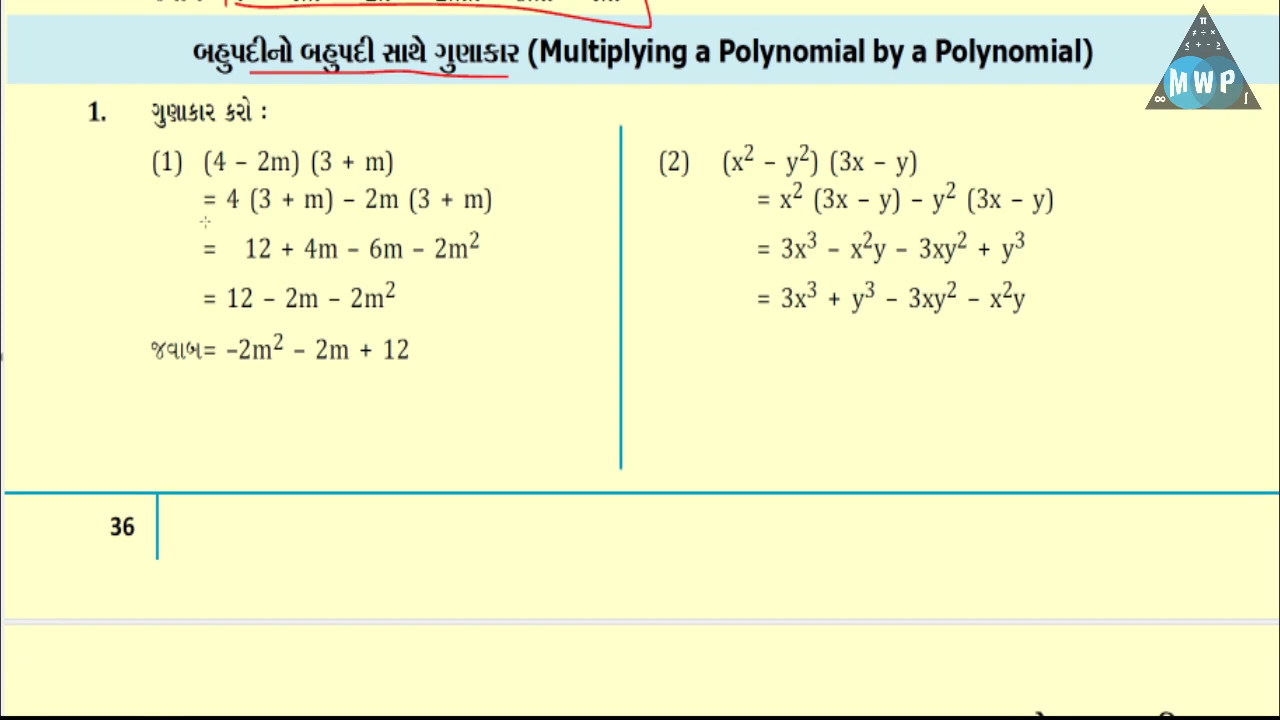 બહુપદીનો બહુપદી સાથે ગુણાકાર (Multiplying a Polynomial by a Polynomial)
MWP
1. ગુણાકાર કરો :
(1) (4 – 2m) (3 + m)
= 4 (3 + m) – 2m (3 + m)
= 12 + 4m – 6m – 2m²
= 12 – 2m – 2m²
જવાબ= –2m² – 2m + 12
(2) (x² – y²) (3x – y)
= x² (3x – y) – y² (3x – y)
= 3x³ – x²y – 3xy² + y³
= 3x³ + y³ – 3xy² – x²y
36